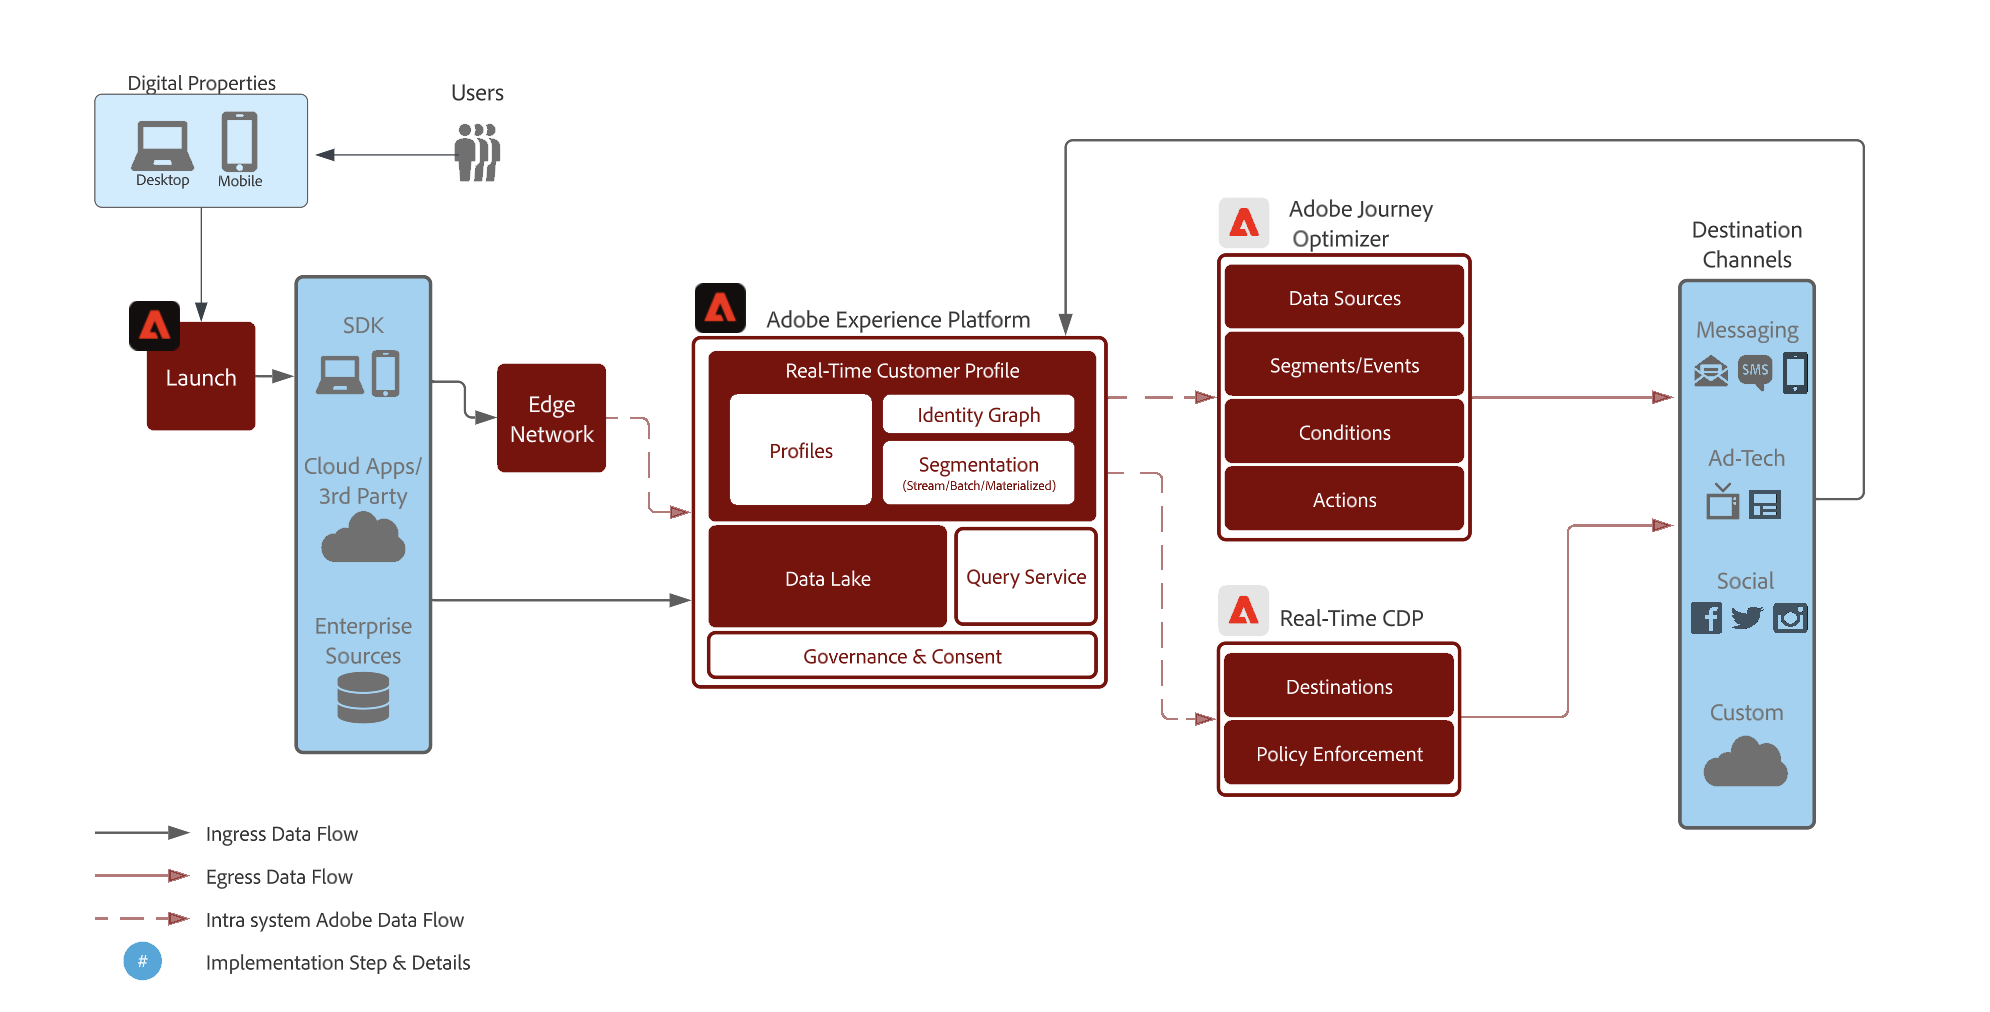 Digital Properties
Desktop
Mobile
Users
Launch
SDK
Cloud Apps/
3rd Party
Enterprise
Sources
Edge
Network
Adobe Experience Platform
Real-Time Customer Profile
Profiles
Identity Graph
Segmentation
(Stream/Batch/Materialized)
Data Lake
Query Service
Governance & Consent
Adobe Journey
Optimizer
Data Sources
Segments/Events
Conditions
Actions
Real-Time CDP
Destinations
Policy Enforcement
Destination
Channels
Messaging
SMS
Ad-Tech
Social
Custom
Ingress Data Flow
Egress Data Flow
Intra system Adobe Data Flow
#
Implementation Step & Details